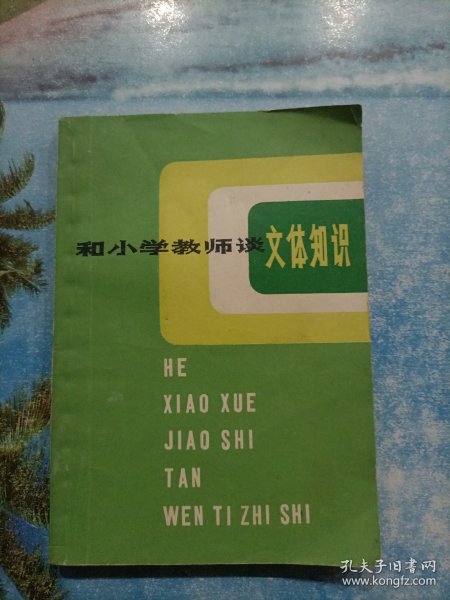 和小学教师谈文体知识
HE
XIAO XUE
JIAO SHI
TAN
WEN TI ZHI SHI
孔夫子旧书网
www.kongfz.com